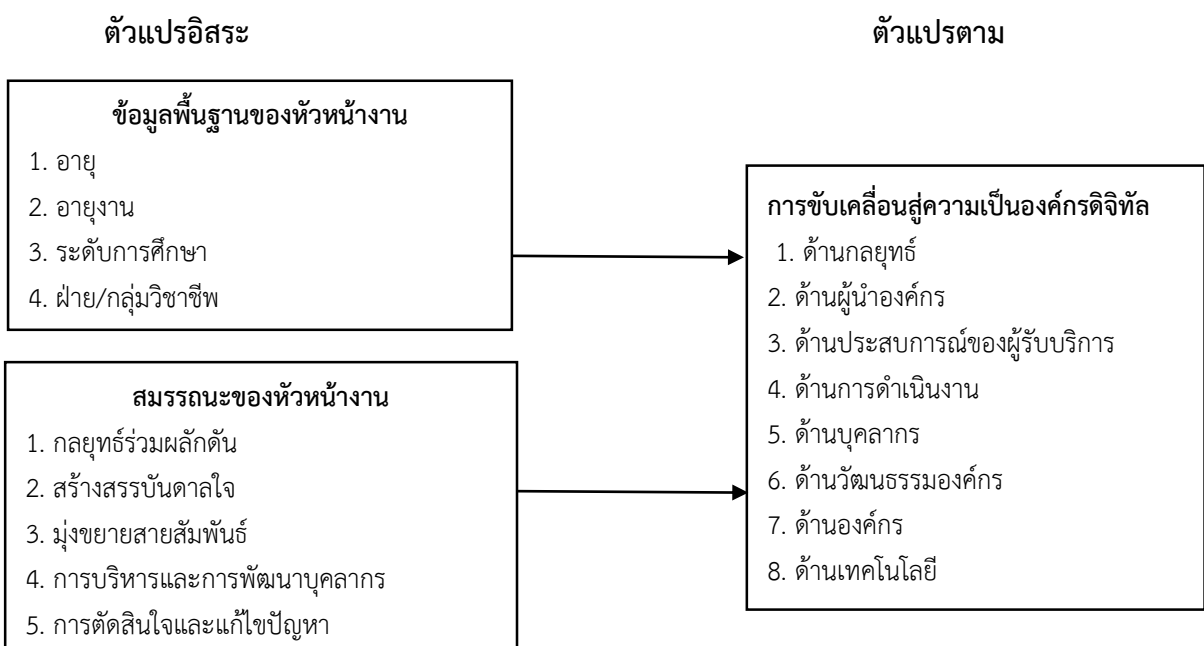 ตัวแปรอิสระ
ตัวแปรตาม
ข้อมูลพื้นฐานของหัวหน้างาน
1. อายุ
2. อายุงาน
3. ระดับการศึกษา
4. ฝ่าย/กลุ่มวิชาชีพ
สมรรถนะของหัวหน้างาน
1. กลยุทธ์ร่วมผลักดัน
2. สร้างสรรบันดาลใจ
3. มุ่งขยายสายสัมพันธ์
4. การบริหารและการพัฒนาบุคลากร
5. การตัดสินใจและแก้ไขปัญหา
การขับเคลื่อนสู่ความเป็นองค์กรดิจิทัล
1. ด้านกลยุทธ์
2. ด้านผู้นำองค์กร
3. ด้านประสบการณ์ของผู้รับบริการ
4. ด้านการดำเนินงาน
5. ด้านบุคลากร
6. ด้านวัฒนธรรมองค์กร
7. ด้านองค์กร
8. ด้านเทคโนโลยี